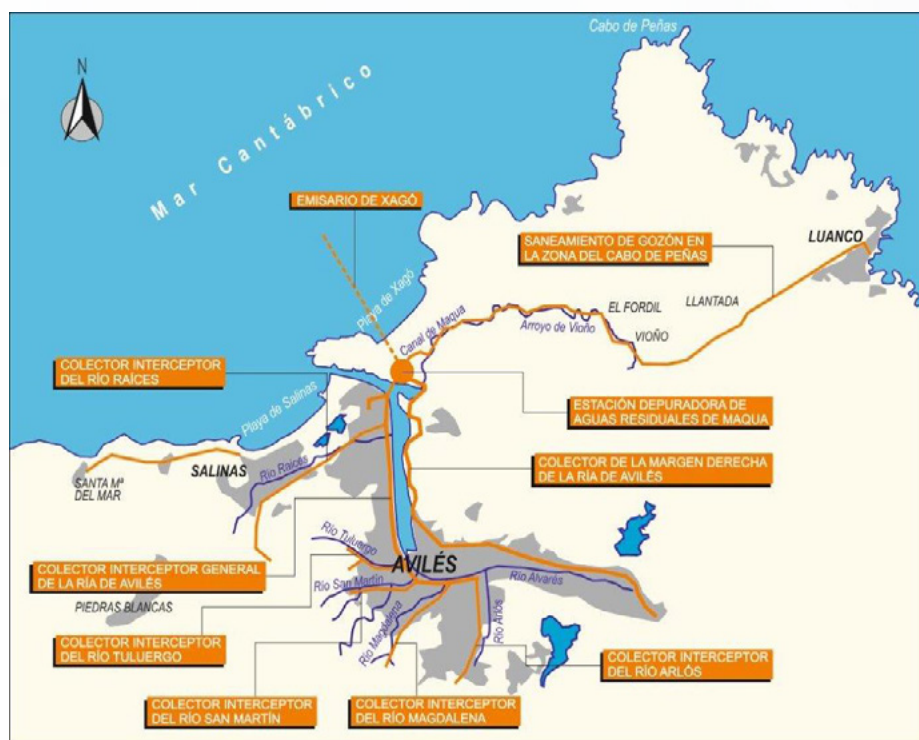 Cabo de Peñas
N
Mar Cantábrico
EMISARIO DE XAGÓ
SANEAMIENTO DE GOZÓN EN
LA ZONA DEL CABO DE PEÑAS
LUANCO
Playa de Xagó
Canal de Maqua
EL FORDIL
LLANTADA
Arroyo de Vioño
VIOÑO
COLECTOR INTERCEPTOR
DEL RÍO RAÍCES
Playa de Salinas
ESTACIÓN DEPURADORA DE
AGUAS RESIDUALES DE MAQUA
SANTA Mª
DEL MAR
SALINAS
Río Raíces
COLECTOR DE LA MARGEN DERECHA
DE LA RÍA DE AVILÉS
Río Tuluergo
AVILÉS
COLECTOR INTERCEPTOR GENERAL
DE LA RÍA DE AVILÉS
Río San Martín
Río Alvarés
PIEDRAS BLANCAS
Río Magdalena
Río Arlós
COLECTOR INTERCEPTOR
DEL RÍO TULUERGO
COLECTOR INTERCEPTOR
DEL RÍO ARLÓS
COLECTOR INTERCEPTOR
DEL RÍO SAN MARTÍN
COLECTOR INTERCEPTOR
DEL RÍO MAGDALENA